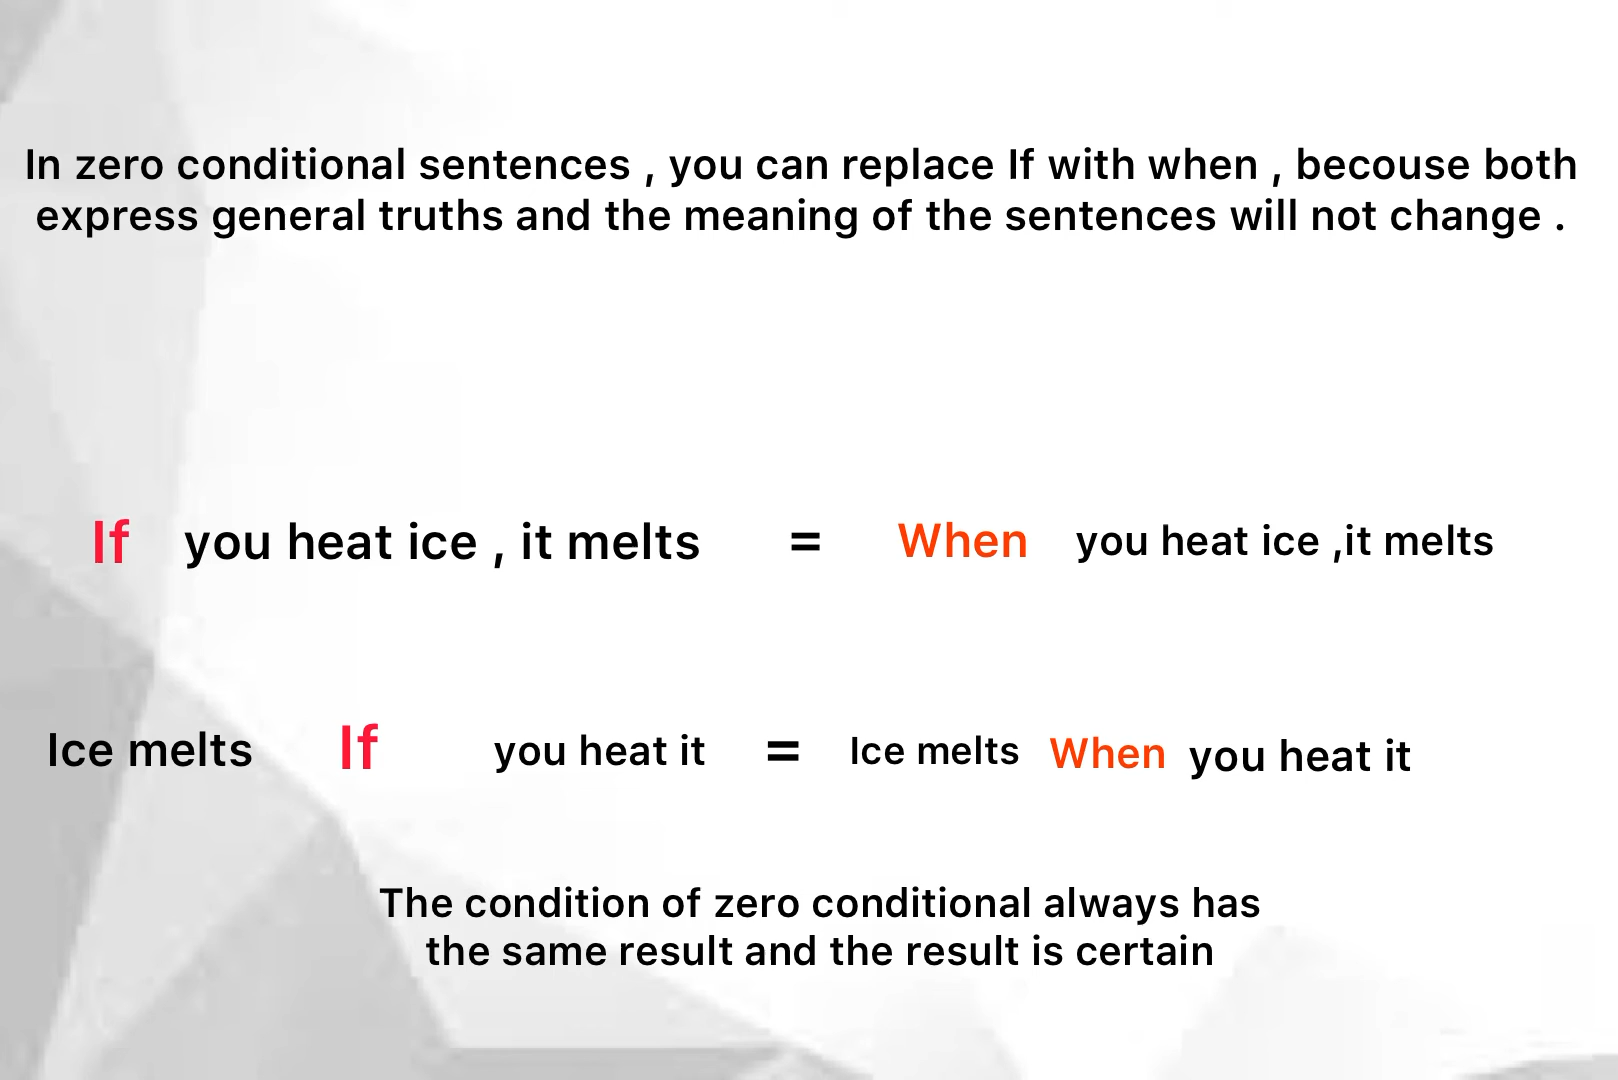 In zero conditional sentences , you can replace If with when , becouse both
express general truths and the meaning of the sentences will not change .
If you heat ice , it melts = When you heat ice ,it melts
Ice melts If you heat it = Ice melts When you heat it
The condition of zero conditional always has
the same result and the result is certain